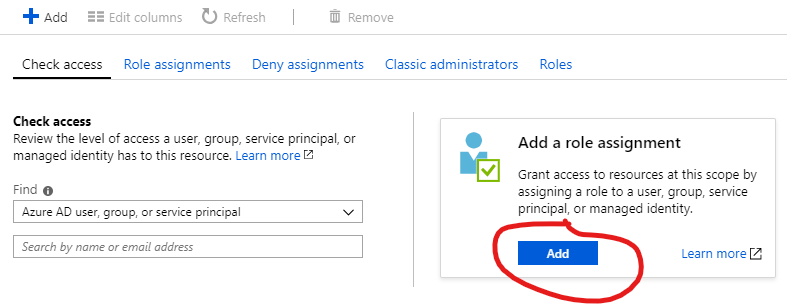 Add Edit columns Refresh Remove
Check access Role assignments Deny assignments Classic administrators Roles
Check access
Review the level of access a user, group, service principal, or
managed identity has to this resource. Learn more
Find
Azure AD user, group, or service principal
Search by name or email address
Add a role assignment
Grant access to resources at this scope by
assigning a role to a user, group, service
principal, or managed identity.
Add Learn more